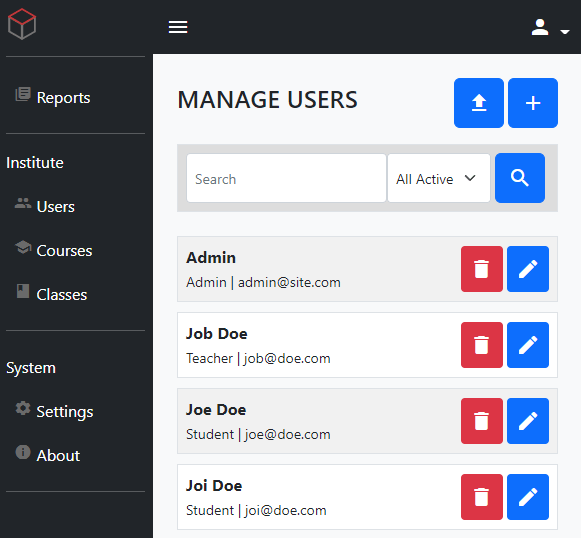 Reports
Institute
Users
Courses
Classes
System
Settings
About
MANAGE USERS
Search
All Active
Admin
Admin | admin@site.com
Job Doe
Teacher | job@doe.com
Joe Doe
Student | joe@doe.com
Joi Doe
Student | joi@doe.com